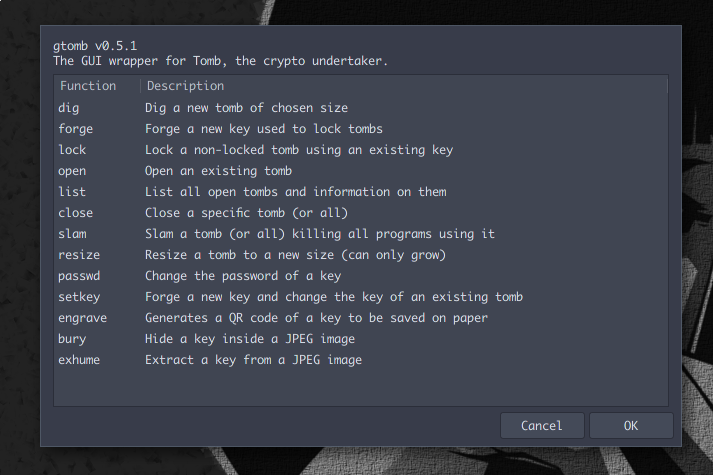 gtomb v0.5.1
The GUI wrapper for Tomb, the crypto undertaker.
Function Description
dig Dig a new tomb of chosen size
forge Forge a new key used to lock tombs
lock Lock a non-locked tomb using an existing key
open Open an existing tomb
list List all open tombs and information on them
close Close a specific tomb (or all)
slam Slam a tomb (or all) killing all programs using it
resize Resize a tomb to a new size (can only grow)
passwd Change the password of a key
setkey Forge a new key and change the key of an existing tomb
engrave Generates a QR code of a key to be saved on paper
bury Hide a key inside a JPEG image
exhume Extract a key from a JPEG image
Cancel OK